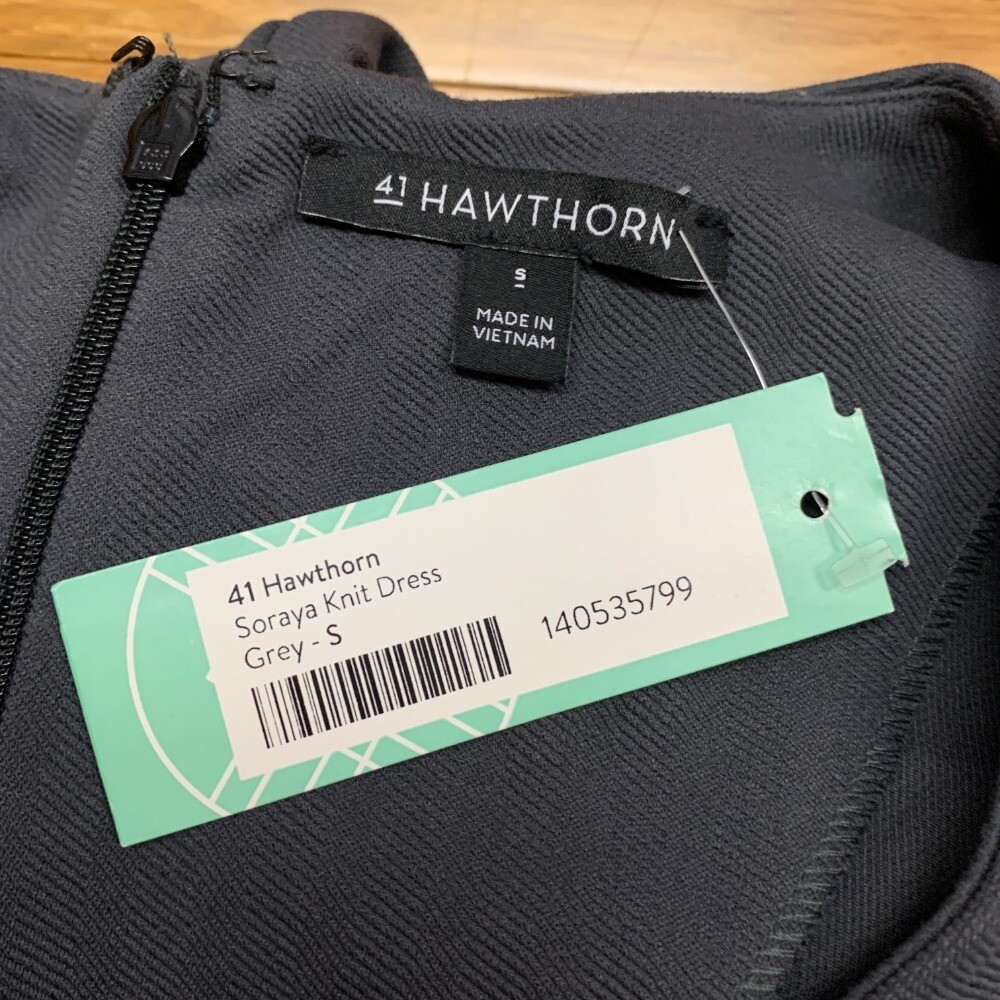 41 HAWTHORN
S
MADE IN
VIETNAM
41 Hawthorn
Soraya Knit Dress
Grey - S
140535799